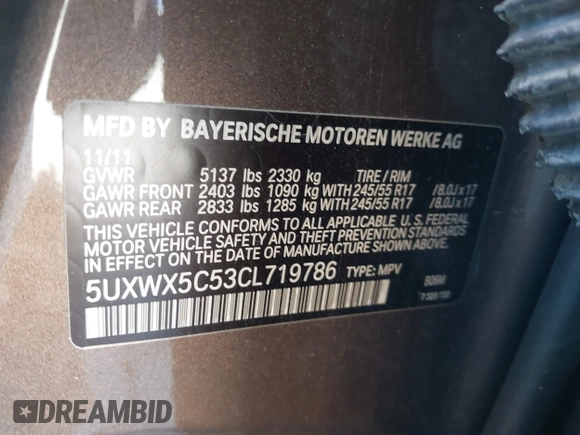 MFD BY BAYERISCHE MOTOREN WERKE AG
11/11
GVWR 5137 lbs 2330 kg TIRE / RIM
GAWR FRONT 2403 lbs 1090 kg WITH 245/55 R17 /8.0J x 17
GAWR REAR 2833 lbs 1285 kg WITH 245/55 R17 /8.0J x 17
THIS VEHICLE CONFORMS TO ALL APPLICABLE U.S. FEDERAL
MOTOR VEHICLE SAFETY AND THEFT PREVENTION STANDARDS
IN EFFECT ON THE DATE OF MANUFACTURE SHOWN ABOVE.
5UXWX5C53CL719786 TYPE: MPV
DREAMBID